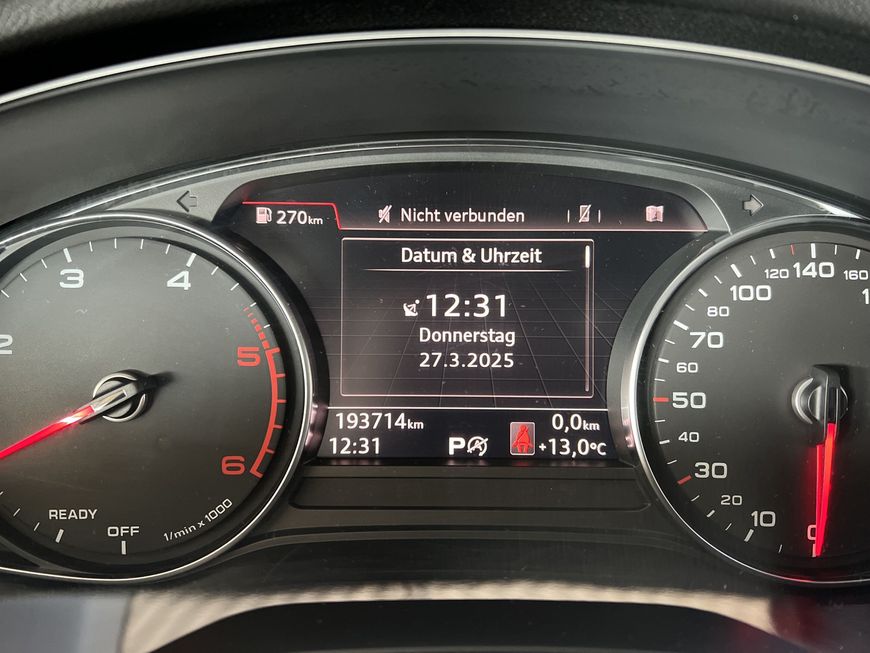 270km
Nicht verbunden
Datum & Uhrzeit
12:31
Donnerstag
27.3.2025
193714km
0,0km
12:31
P
+13,0°C
2
3
4
5
6
READY
OFF
1/min x 1000
0
10
20
30
40
50
60
70
80
100
120
140
160